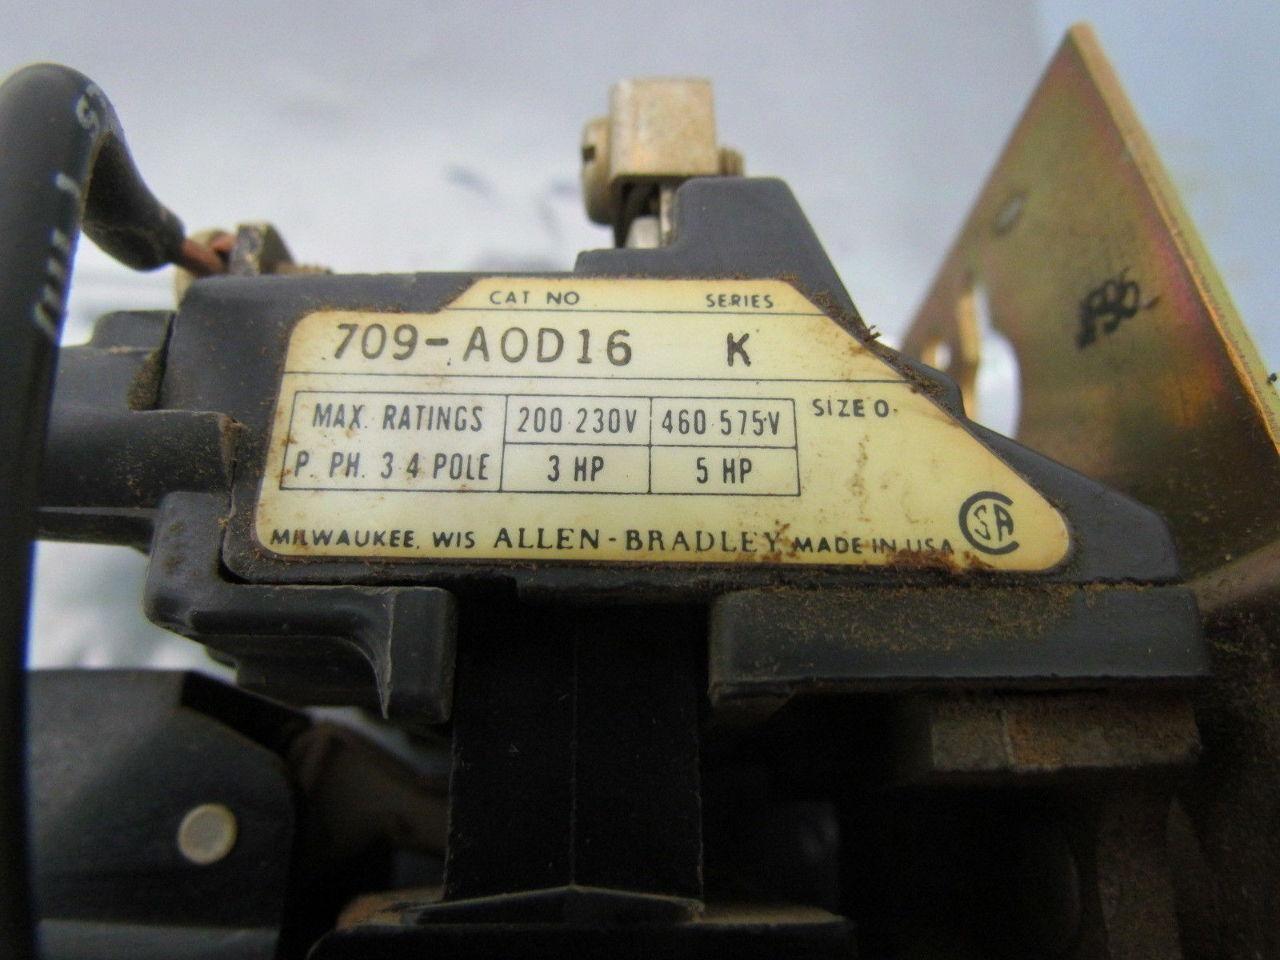 CAT NO SERIES
709-AOD16 K
MAX. RATINGS 200 230V 460 575V SIZE O
P. PH. 3 4 POLE 3 HP 5 HP
MILWAUKEE, WIS ALLEN-BRADLEY MADE IN USA
CSA